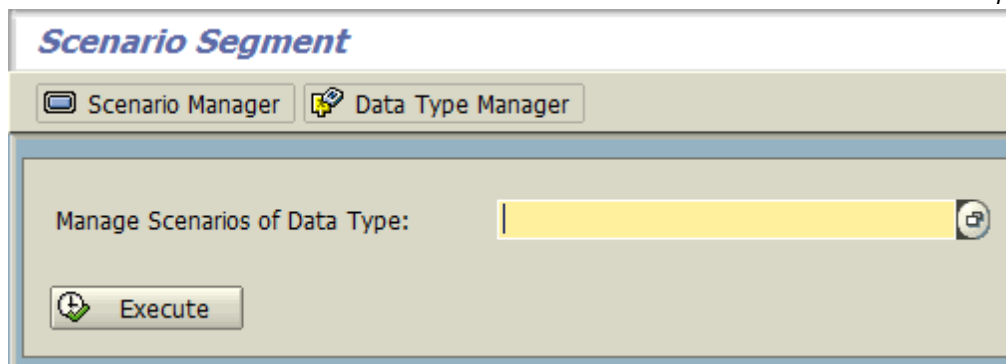 Scenario Segment
Scenario Manager Data Type Manager
Manage Scenarios of Data Type:
Execute